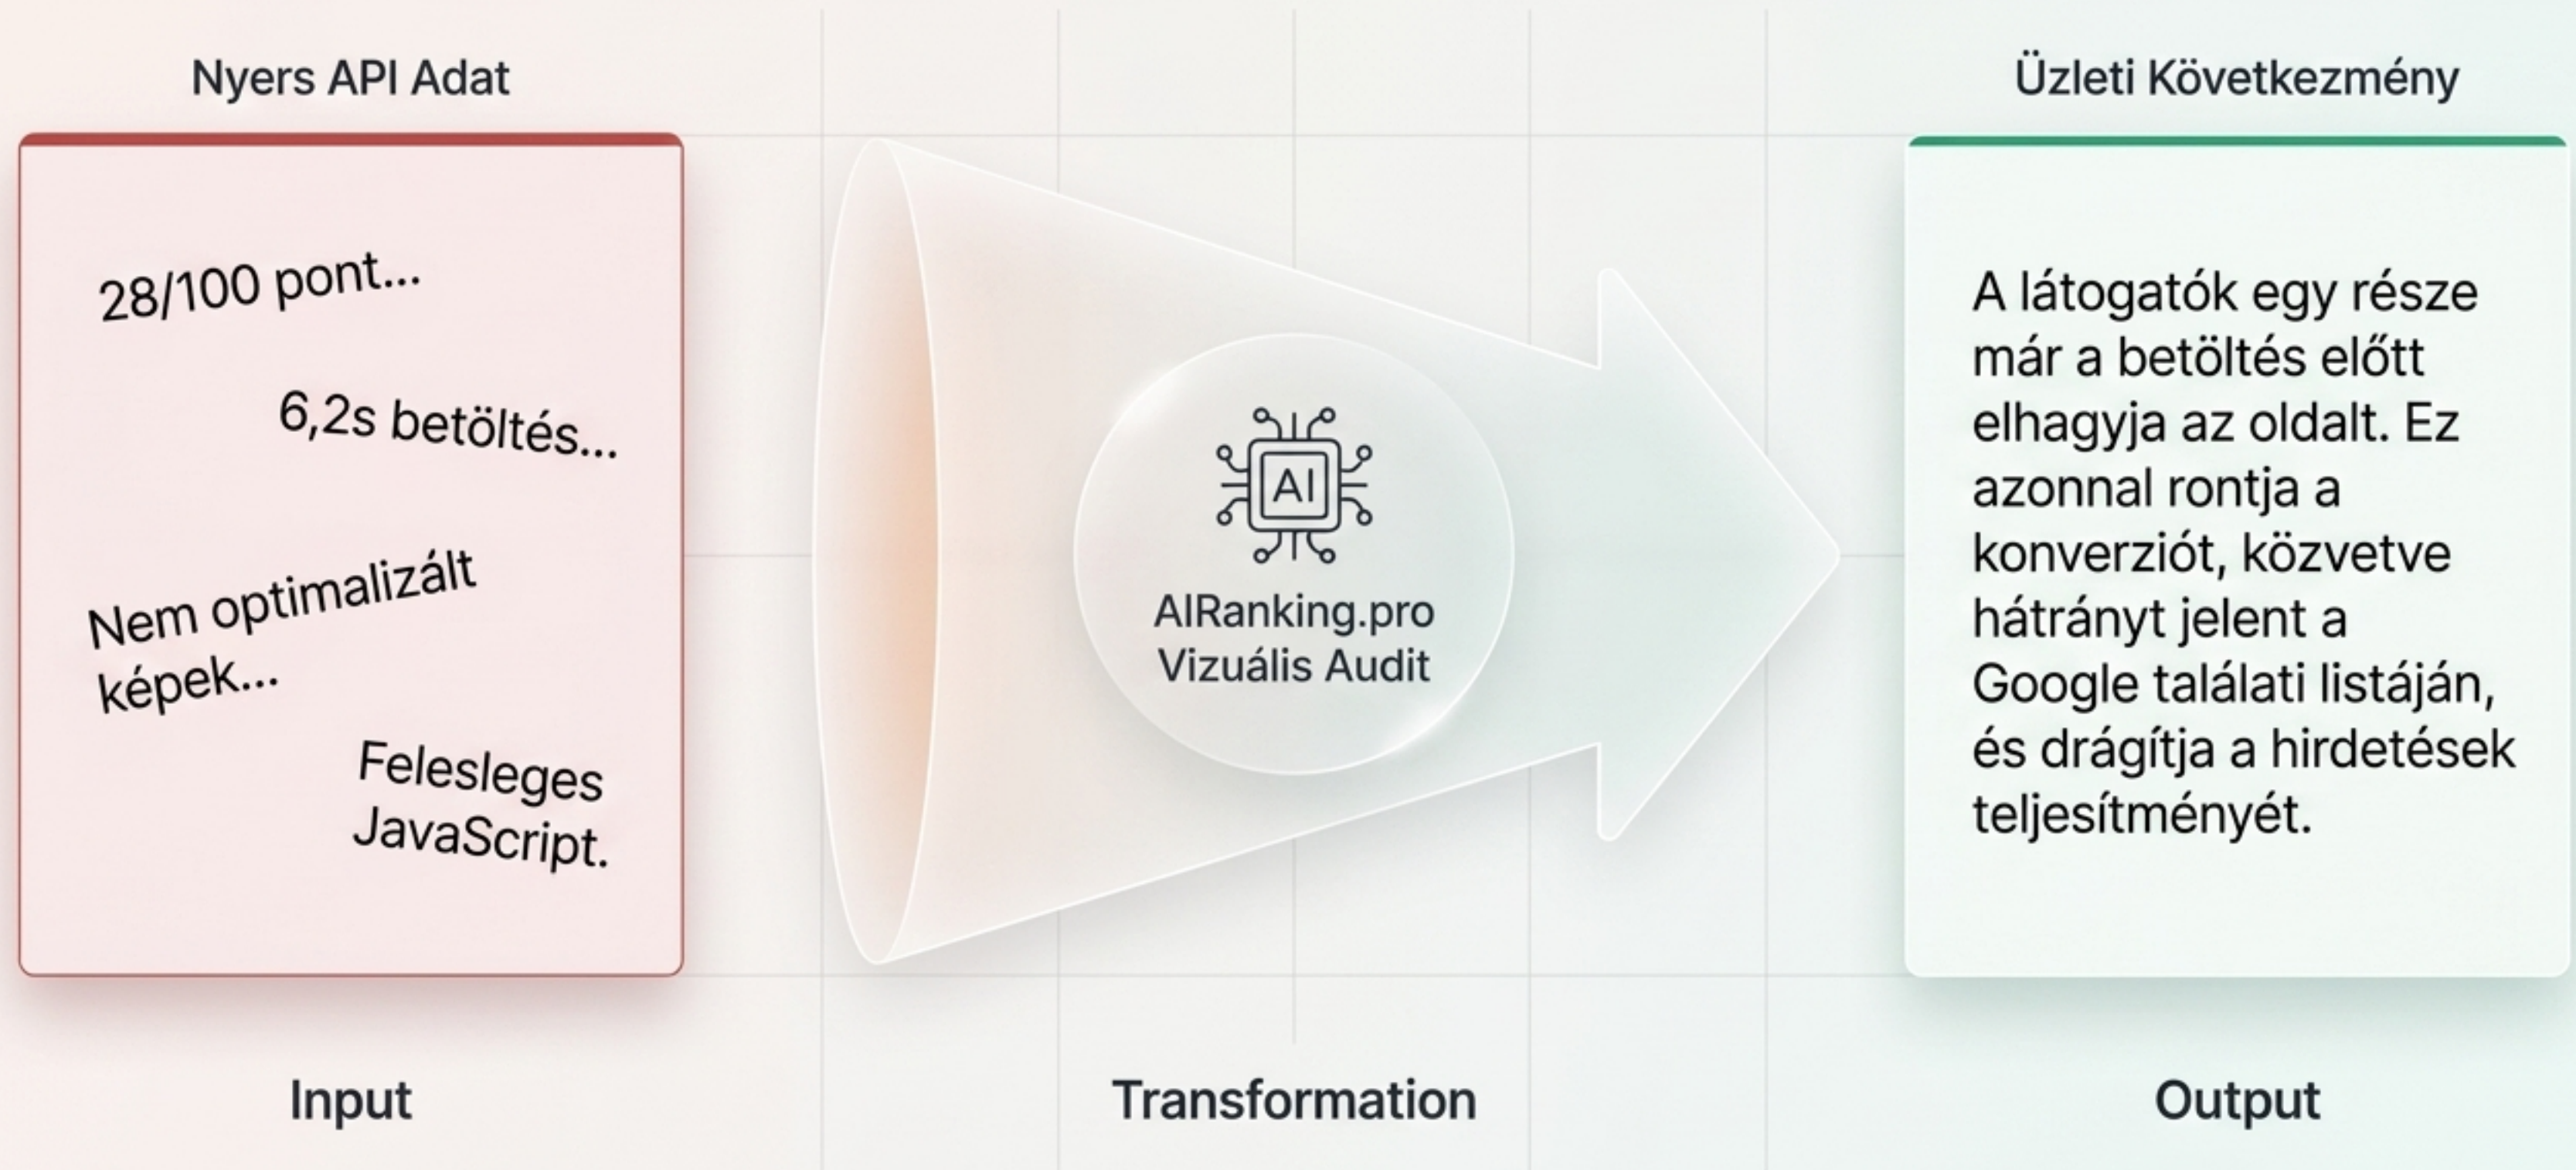 Nyers API Adat
28/100 pont...
6,2s betöltés...
Nem optimalizált
képek...
Felesleges
JavaScript.
Input
AI
AIRanking.pro
Vizuális Audit
Transformation
Üzleti Következmény
A látogatók egy része
már a betöltés előtt
elhagyja az oldalt. Ez
azonnal rontja a
konverziót, közvetve
hátrányt jelent a
Google találati listáján,
és drágítja a hirdetések
teljesítményét.
Output